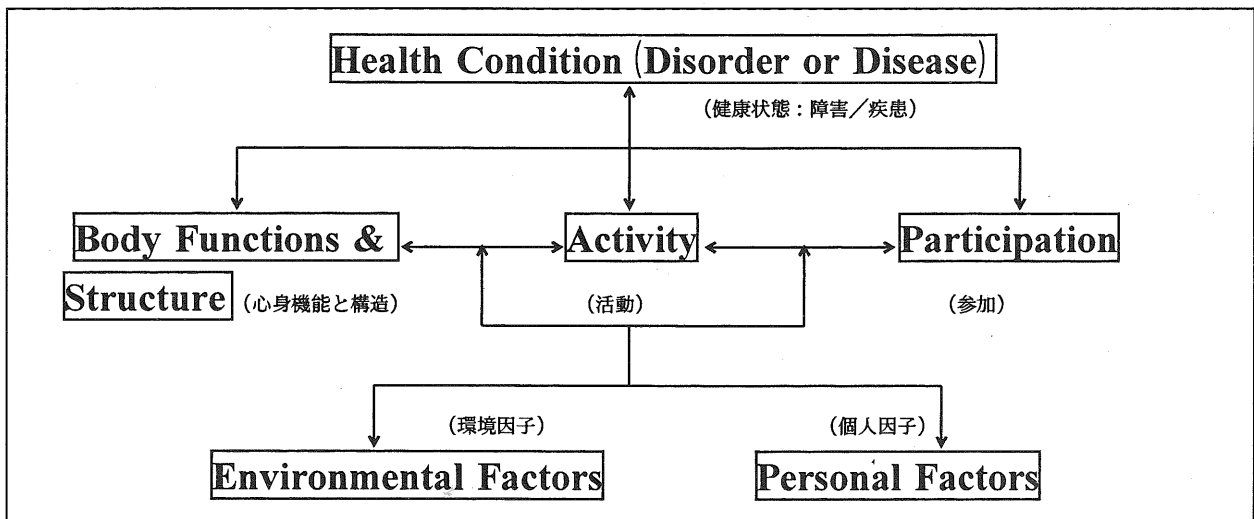 Health Condition (Disorder or Disease)
(健康状態：障害／疾患)
Body Functions &
Structure (心身機能と構造)
Activity
(活動)
Participation
(参加)
(環境因子)
Environmental Factors
(個人因子)
Personal Factors